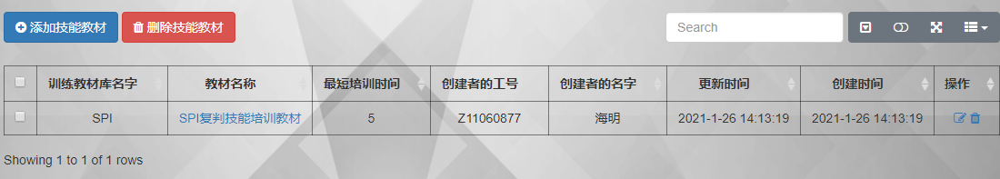 添加技能教材 删除技能教材 Search
训练教材库名字 教材名称 最短培训时间 创建者的工号 创建者的名字 更新时间 创建时间 操作
SPI SPI复判技能培训教材 5 Z11060877 海明 2021-1-26 14:13:19 2021-1-26 14:13:19
Showing 1 to 1 of 1 rows